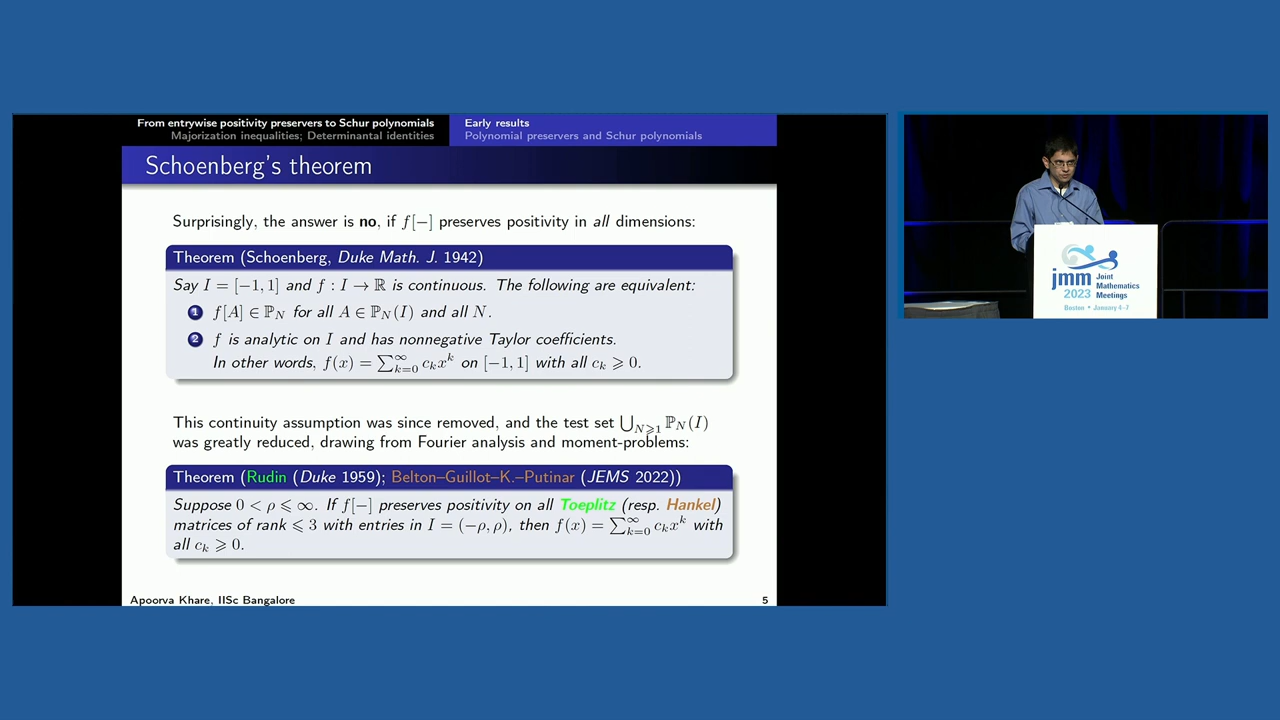 From entrywise positivity preservers to Schur polynomials
Majorization inequalities; Determinantal identities
Early results
Polynomial preservers and Schur polynomials
Schoenberg's theorem
Surprisingly, the answer is no, if f[−] preserves positivity in all dimensions:
Theorem (Schoenberg, Duke Math. J. 1942)
Say I = [−1, 1] and f : I → ℝ is continuous. The following are equivalent:
1 f[A] ∈ ℙ_N for all A ∈ ℙ_N(I) and all N.
2 f is analytic on I and has nonnegative Taylor coefficients.
In other words, f(x) = ∑_{k=0}^∞ c_k x^k on [−1, 1] with all c_k ⩾ 0.
This continuity assumption was since removed, and the test set ⋃_{N⩾1} ℙ_N(I)
was greatly reduced, drawing from Fourier analysis and moment-problems:
Theorem (Rudin (Duke 1959); Belton–Guillot–K.–Putinar (JEMS 2022))
Suppose 0 < ρ ⩽ ∞. If f[−] preserves positivity on all Toeplitz (resp. Hankel)
matrices of rank ⩽ 3 with entries in I = (−ρ, ρ), then f(x) = ∑_{k=0}^∞ c_k x^k with
all c_k ⩾ 0.
Apoorva Khare, IISc Bangalore
5
jmm
2023
Joint
Mathematics
Meetings
Boston • January 4–7